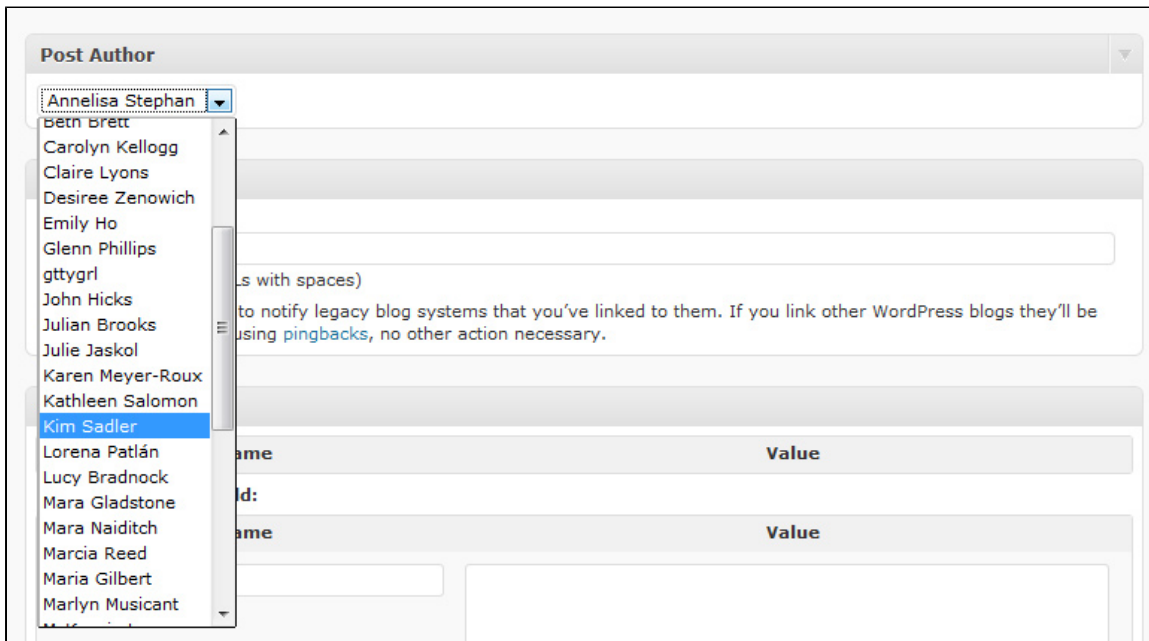 Post Author
Annelisa Stephan
Beth Brett
Carolyn Kellogg
Claire Lyons
Desiree Zenowich
Emily Ho
Glenn Phillips
gttygrl
John Hicks
Julian Brooks
Julie Jaskol
Karen Meyer-Roux
Kathleen Salomon
Kim Sadler
Lorena Patlán
Lucy Bradnock
Mara Gladstone
Mara Naiditch
Marcia Reed
Maria Gilbert
Marlyn Musicant
Ls with spaces)
to notify legacy blog systems that you’ve linked to them. If you link other WordPress blogs they’ll be
using pingbacks, no other action necessary.
ame Value
ld:
ame Value